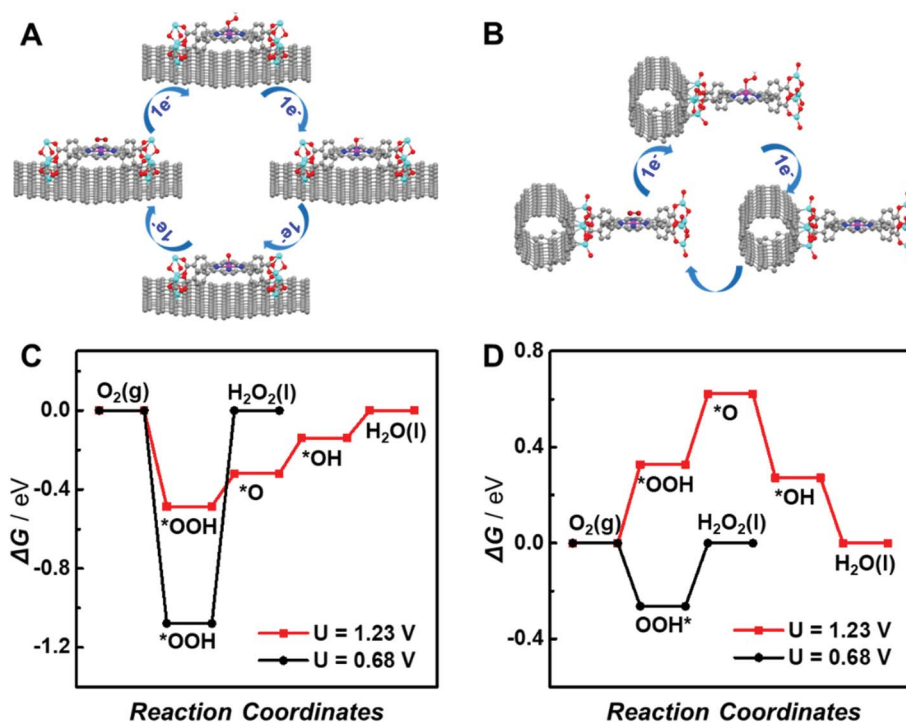 A
1e-
1e-
1e-
1e-
B
1e-
1e-
C
O2(g)
H2O2(l)
*OH
H2O(l)
*O
*OOH
*OOH
0.0
-0.4
-0.8
-1.2
ΔG / eV
U = 1.23 V
U = 0.68 V
Reaction Coordinates
D
*O
*OOH
*OH
O2(g)
H2O2(l)
H2O(l)
OOH*
0.8
0.4
0.0
-0.4
ΔG / eV
U = 1.23 V
U = 0.68 V
Reaction Coordinates